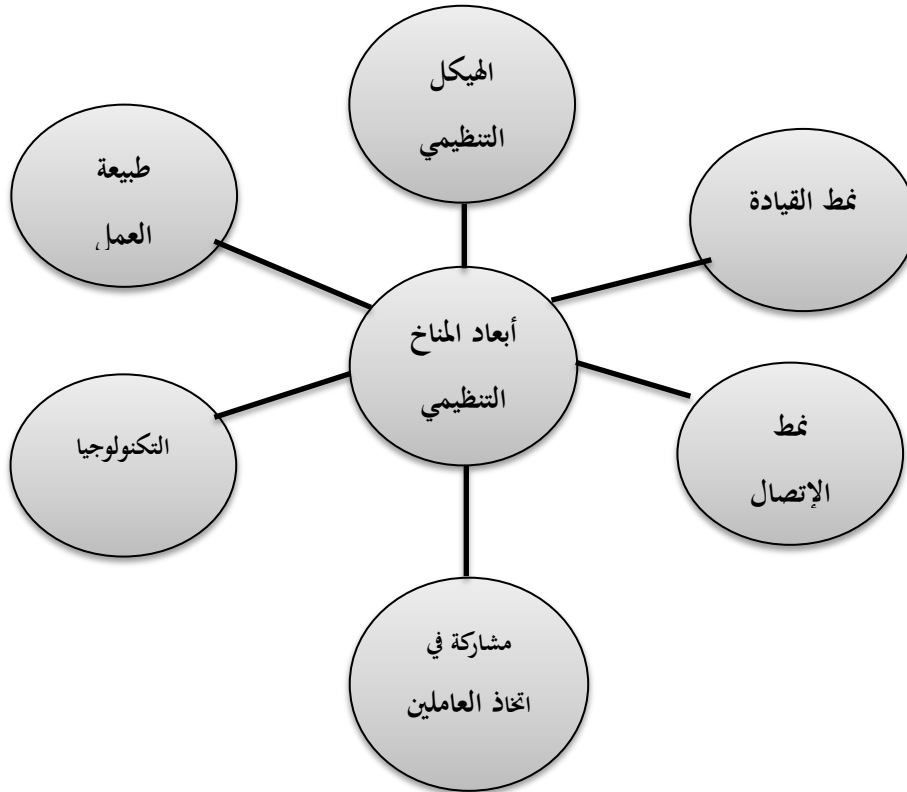 الهيكل
التنظيمي
نمط القيادة
طبيعة
العمل
أبعاد المناخ
التنظيمي
نمط
الإتصال
التكنولوجيا
مشاركة في
اتخاذ العاملين